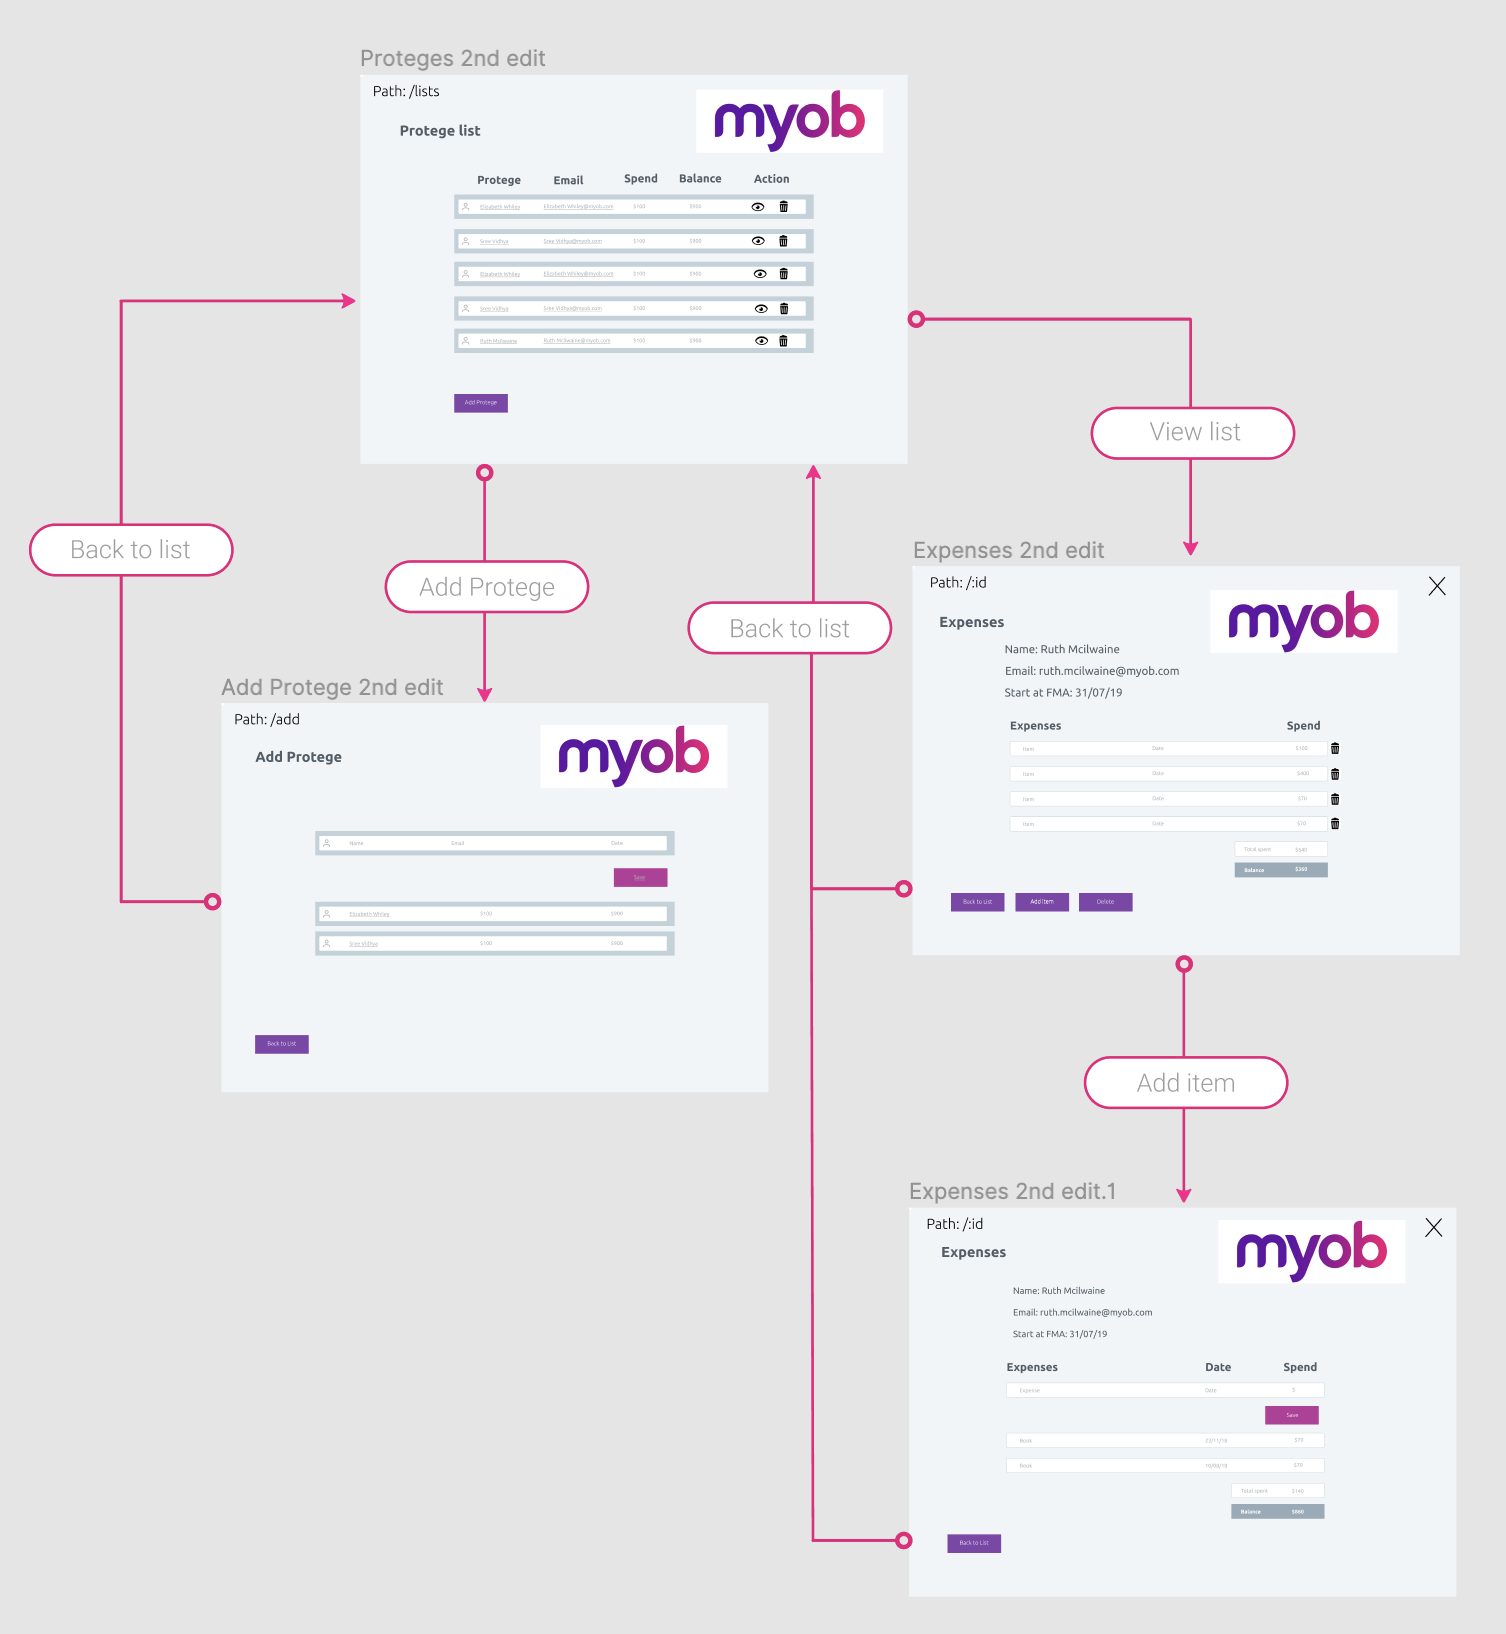 Proteges 2nd edit
Path: /lists
myob
Protege list
Protege Email Spend Balance Action
Elizabeth Whiley Elizabeth Whiley@myob.com $100 $900
Sree Vidhya Sree Vidhya@myob.com $100 $900
Elizabeth Whiley Elizabeth Whiley@myob.com $100 $900
Sree Vidhya Sree Vidhya@myob.com $100 $900
Ruth McIlwaine Ruth McIlwaine@myob.com $100 $900
Add Protege
View list
Back to list
Add Protege
Back to list
Expenses 2nd edit
Path: /:id
X
myob
Expenses
Name: Ruth Mcilwaine
Email: ruth.mcilwaine@myob.com
Start at FMA: 31/07/19
Expenses Spend
Item Date $100
Item Date $400
Item Date $70
Item Date $70
Total spent $640
Balance $360
Back to List Add item Delete
Add Protege 2nd edit
Path: /add
myob
Add Protege
Name Email Date
Save
Elizabeth Whiley $100 $900
Sree Vidhya $100 $900
Back to List
Add item
Expenses 2nd edit.1
Path: /:id
X
myob
Expenses
Name: Ruth Mcilwaine
Email: ruth.mcilwaine@myob.com
Start at FMA: 31/07/19
Expenses Date Spend
Expense Date $
Save
Book 23/11/18 $70
Book 10/08/18 $70
Total spent $140
Balance $860
Back to List